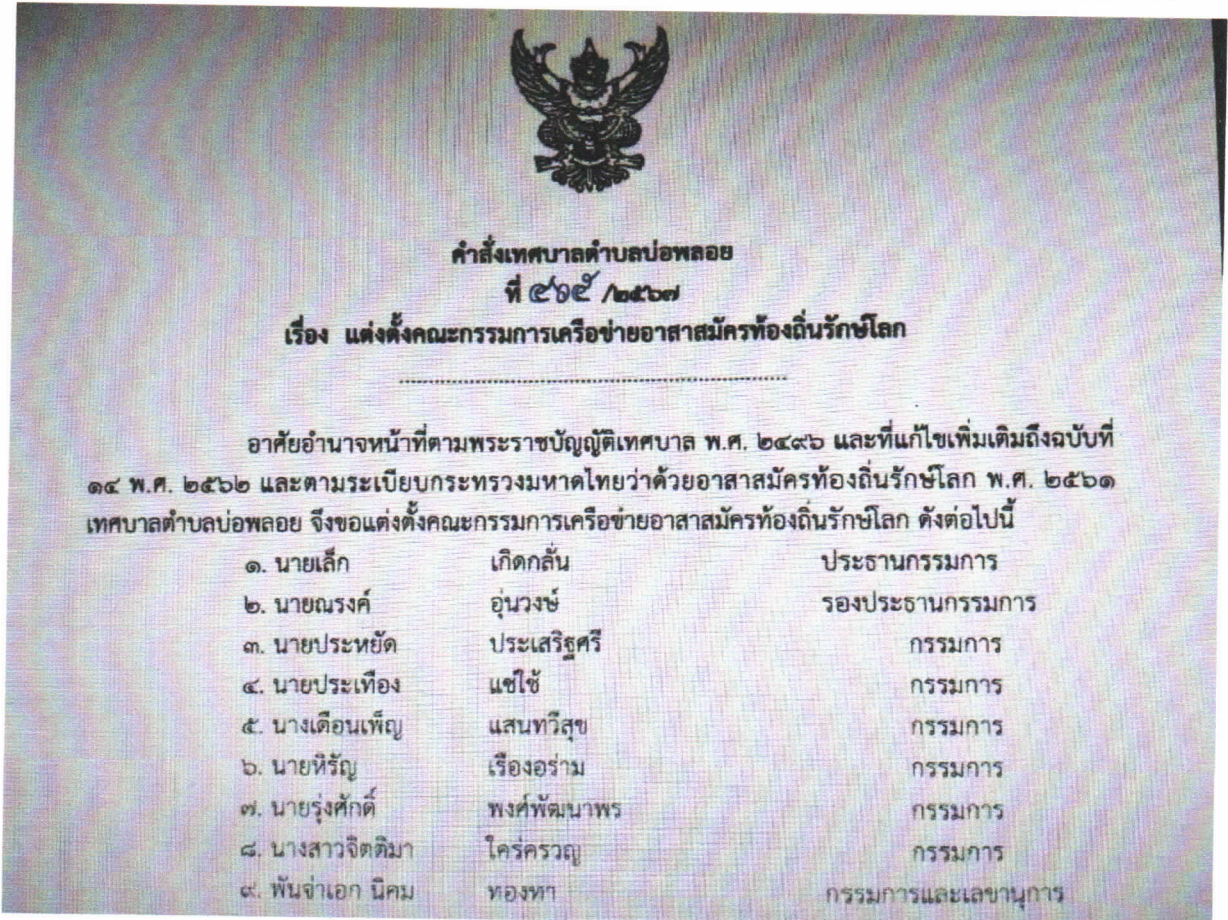 คำสั่งเทศบาลตำบลบ่อพลอย
ที่ ๔๖๕ /๒๕๖๗
เรื่อง แต่งตั้งคณะกรรมการเครือข่ายอาสาสมัครท้องถิ่นรักษ์โลก
อาศัยอำนาจหน้าที่ตามพระราชบัญญัติเทศบาล พ.ศ. ๒๔๙๖ และที่แก้ไขเพิ่มเติมถึงฉบับที่
๑๔ พ.ศ. ๒๕๖๒ และตามระเบียบกระทรวงมหาดไทยว่าด้วยอาสาสมัครท้องถิ่นรักษ์โลก พ.ศ. ๒๕๖๑
เทศบาลตำบลบ่อพลอย จึงขอแต่งตั้งคณะกรรมการเครือข่ายอาสาสมัครท้องถิ่นรักษ์โลก ดังต่อไปนี้
๑. นายเล็ก เกิดกลั่น ประธานกรรมการ
๒. นายณรงค์ อุ่นวงษ์ รองประธานกรรมการ
๓. นายประหยัด ประเสริฐศรี กรรมการ
๔. นายประเทือง แซ่ใช้ กรรมการ
๕. นางเดือนเพ็ญ แสนทวีสุข กรรมการ
๖. นายหิรัญ เรืองอร่าม กรรมการ
๗. นายรุ่งศักดิ์ พงศ์พัฒนาพร กรรมการ
๘. นางสาวจิตติมา ใคร่ครวญ กรรมการ
๙. พันจ่าเอก นิคม ทองทา กรรมการและเลขานุการ